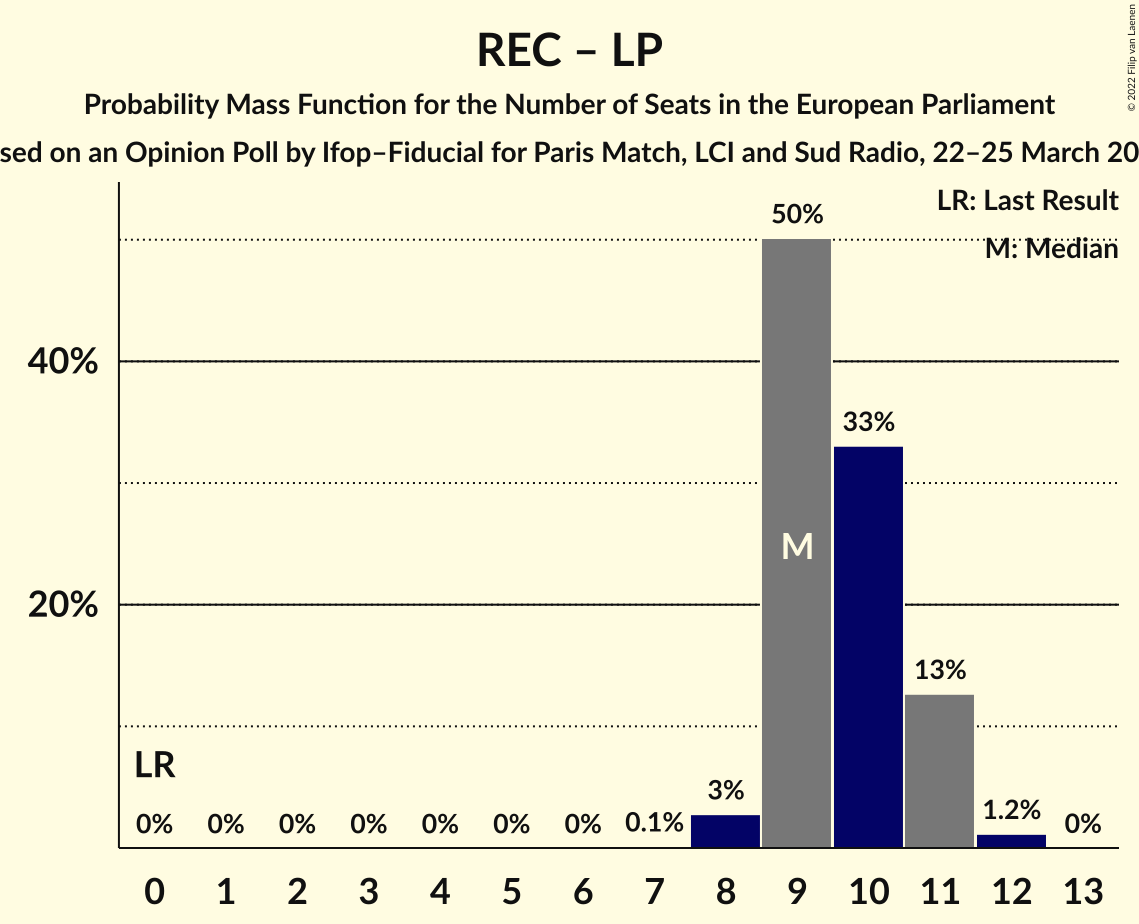 REC – LP
Probability Mass Function for the Number of Seats in the European Parliament
sed on an Opinion Poll by Ifop–Fiducial for Paris Match, LCI and Sud Radio, 22–25 March 20
© 2022 Filip van Laenen
LR: Last Result
M: Median
40%
20%
50%
33%
13%
3%
1.2%
0% 0% 0% 0% 0% 0% 0% 0.1% 0%
LR
M
0 1 2 3 4 5 6 7 8 9 10 11 12 13